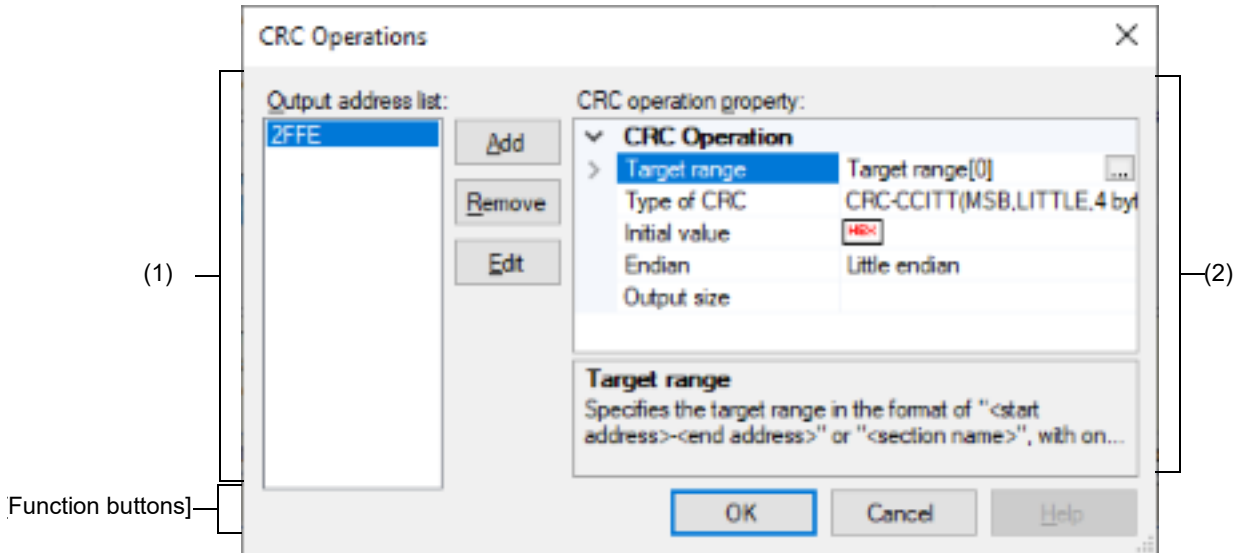 CRC Operations
Output address list:
2FFE
Add
Remove
Edit
CRC operation property:
CRC Operation
Target range Target range[0] ...
Type of CRC CRC-CCITT(MSB,LITTLE,4 byt
Initial value HEX
Endian Little endian
Output size
Target range
Specifies the target range in the format of "<start
address>-<end address>" or "<section name>", with on...
(1)
(2)
[Function buttons]
OK Cancel Help